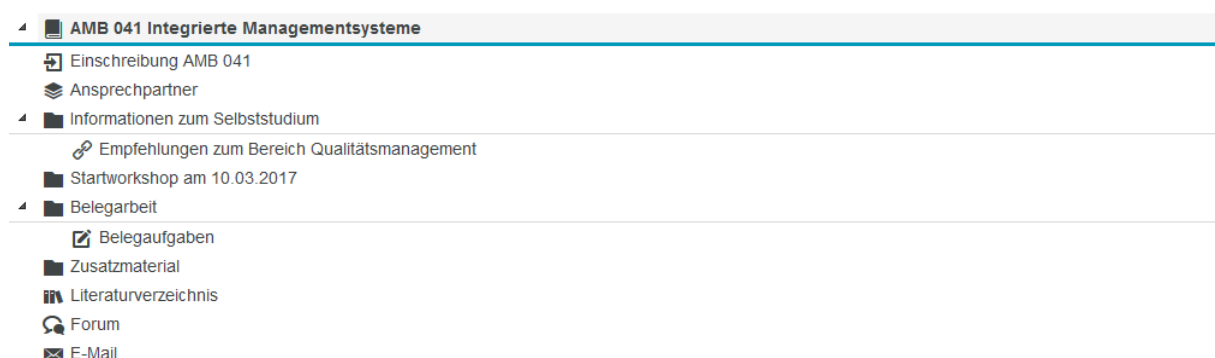 AMB 041 Integrierte Managementsysteme
Einschreibung AMB 041
Ansprechpartner
Informationen zum Selbststudium
Empfehlungen zum Bereich Qualitätsmanagement
Startworkshop am 10.03.2017
Belegarbeit
Belegaufgaben
Zusatzmaterial
Literaturverzeichnis
Forum
E-Mail